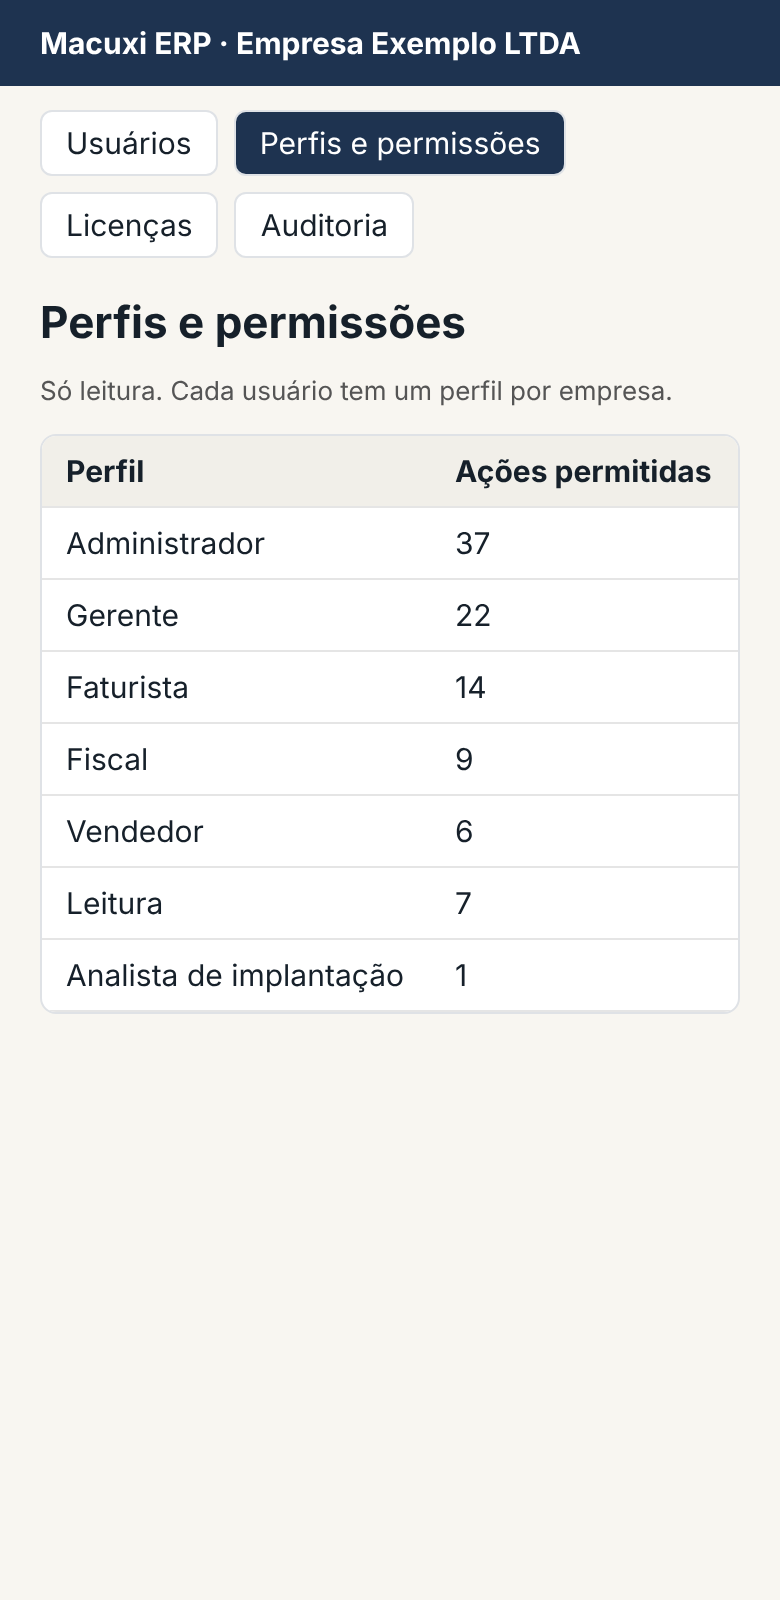 Macuxi ERP · Empresa Exemplo LTDA
Usuários Perfis e permissões
Licenças Auditoria
Perfis e permissões
Só leitura. Cada usuário tem um perfil por empresa.
Perfil Ações permitidas
Administrador 37
Gerente 22
Faturista 14
Fiscal 9
Vendedor 6
Leitura 7
Analista de implantação 1